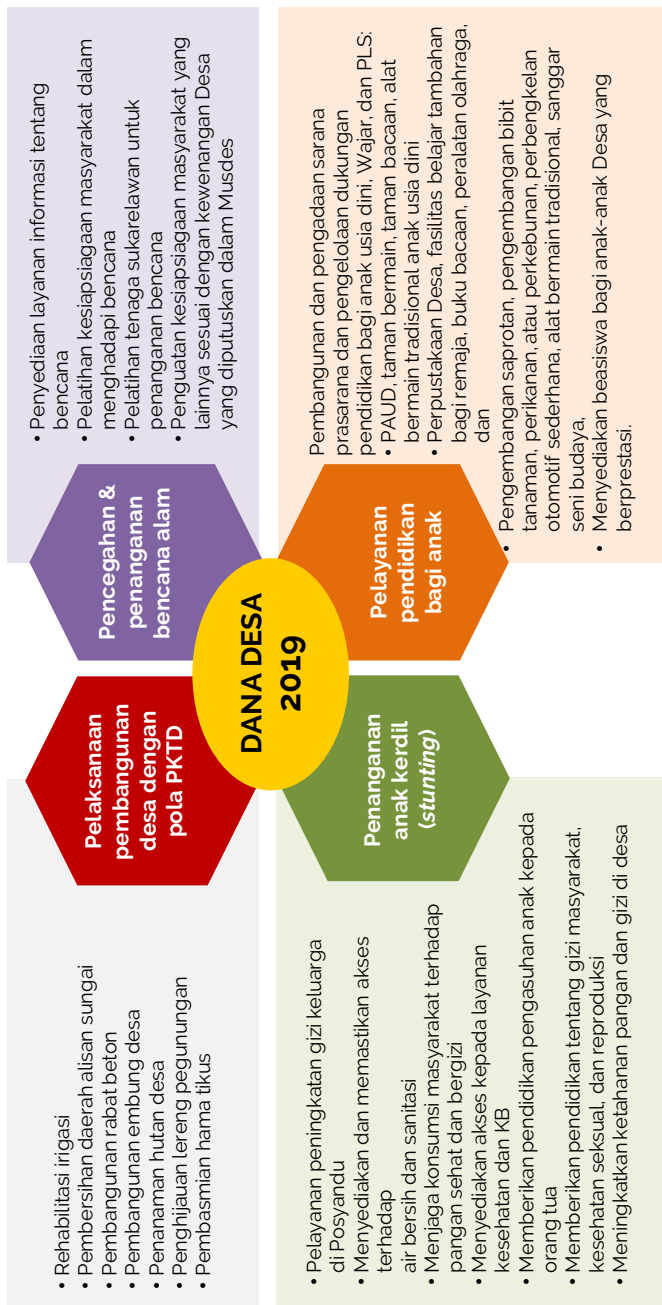 Pelaksanaan
pembangunan
desa dengan
pola PKTD
• Rehabilitasi irigasi
• Pembersihan daerah alisan sungai
• Pembangunan rabat beton
• Pembangunan embung desa
• Penanaman hutan desa
• Penghijauan lereng pegunungan
• Pembasmian hama tikus
Pencegahan &
penanganan
bencana alam
• Penyediaan layanan informasi tentang
bencana
• Pelatihan kesiapsiagaan masyarakat dalam
menghadapi bencana
• Pelatihan tenaga sukarelawan untuk
penanganan bencana
• Penguatan kesiapsiagaan masyarakat yang
lainnya sesuai dengan kewenangan Desa
yang diputuskan dalam Musdes
DANA DESA
2019
Penanganan
anak kerdil
(stunting)
• Pelayanan peningkatan gizi keluarga
di Posyandu
• Menyediakan dan memastikan akses
terhadap
air bersih dan sanitasi
• Menjaga konsumsi masyarakat terhadap
pangan sehat dan bergizi
• Menyediakan akses kepada layanan
kesehatan dan KB
• Memberikan pendidikan pengasuhan anak kepada
orang tua
• Memberikan pendidikan tentang gizi masyarakat,
kesehatan seksual, dan reproduksi
• Meningkatkan ketahanan pangan dan gizi di desa
Pelayanan
pendidikan
bagi anak
Pembangunan dan pengadaan sarana
prasarana dan pengelolaan dukungan
pendidikan bagi anak usia dini, Wajar, dan PLS:
• PAUD, taman bermain, taman bacaan, alat
bermain tradisional anak usia dini
• Perpustakaan Desa, fasilitas belajar tambahan
bagi remaja, buku bacaan, peralatan olahraga,
dan
• Pengembangan saprotan, pengembangan bibit
tanaman, perikanan, atau perkebunan, perbengkelan
otomotif sederhana, alat bermain tradisional, sanggar
seni budaya,
• Menyediakan beasiswa bagi anak-anak Desa yang
berprestasi.